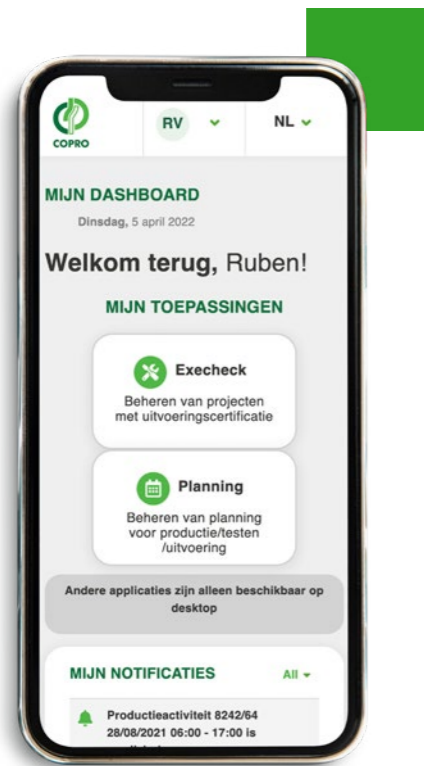 COPRO
RV
NL
MIJN DASHBOARD
Dinsdag, 5 april 2022
Welkom terug, Ruben!
MIJN TOEPASSINGEN
Execheck
Beheren van projecten
met uitvoeringscertificatie
Planning
Beheren van planning
voor productie/testen
/uitvoering
Andere applicaties zijn alleen beschikbaar op
desktop
MIJN NOTIFICATIES
All
Productieactiviteit 8242/64
28/08/2021 06:00 - 17:00 is